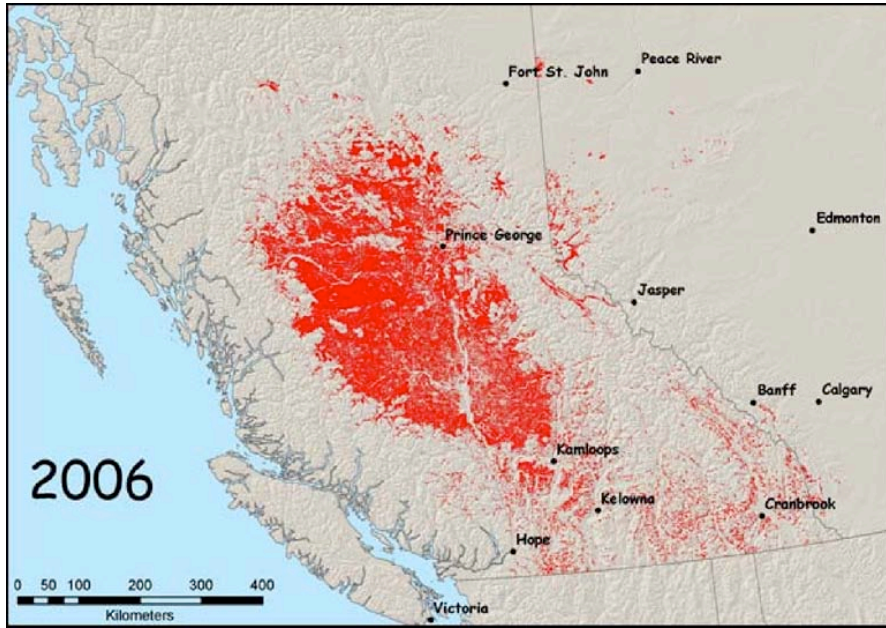 Peace River
Fort St. John
Edmonton
Prince George
Jasper
Banff
Calgary
2006
Kamloops
Kelowna
Cranbrook
Hope
0 50 100 200 300 400
Kilometers
Victoria